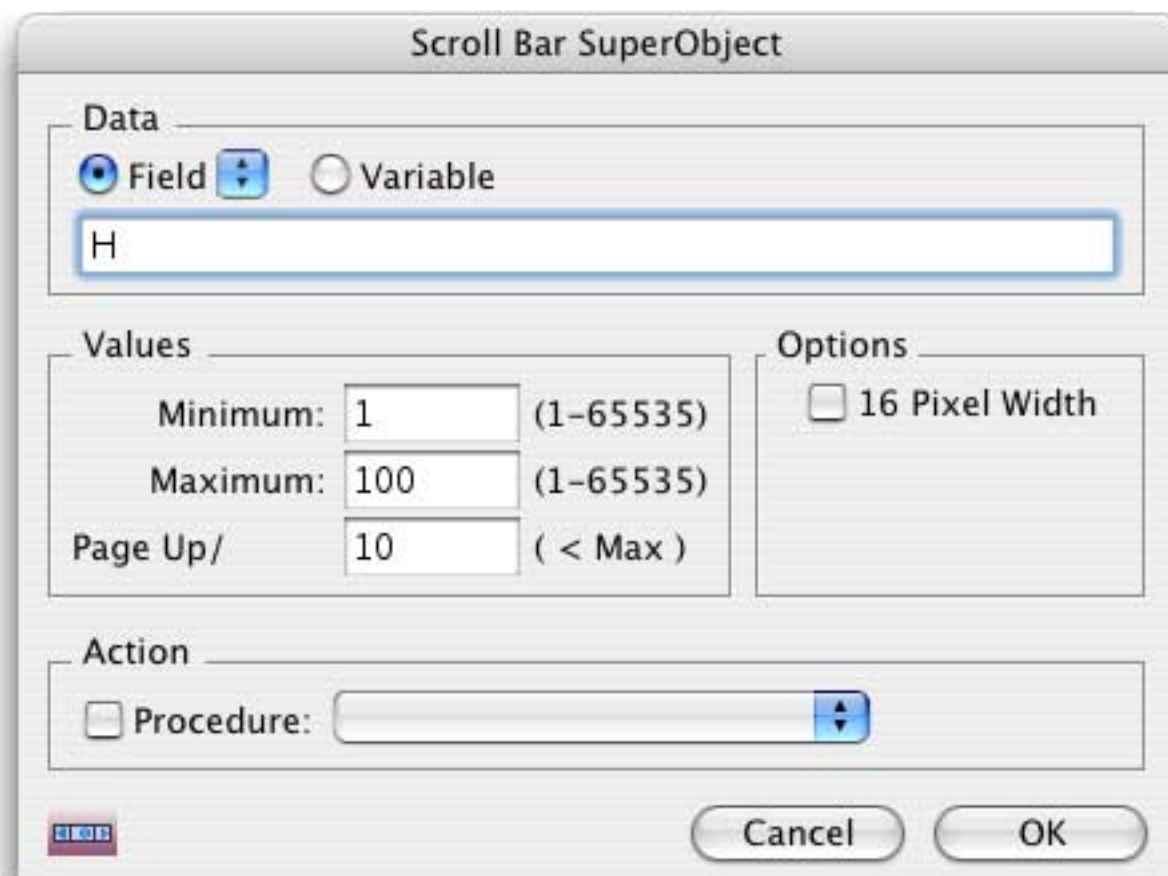 Scroll Bar SuperObject
Data
Field Variable
H
Values
Options
Minimum: 1 (1-65535)
16 Pixel Width
Maximum: 100 (1-65535)
Page Up/ 10 ( < Max )
Action
Procedure:
Cancel OK